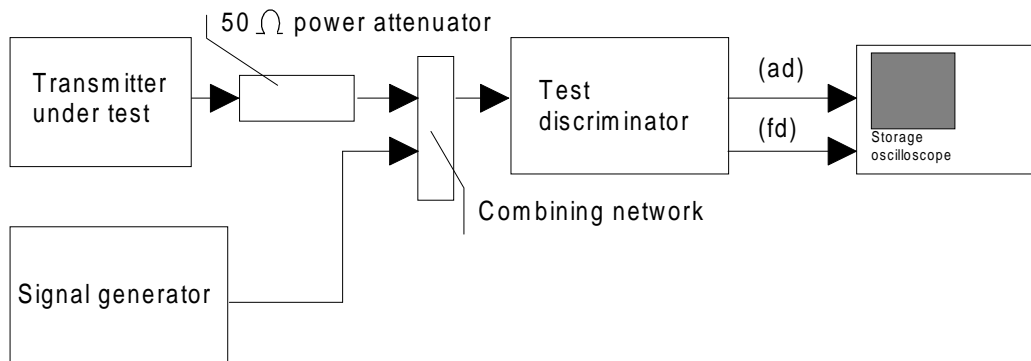 50 Ω power attenuator
Transmitter
under test
Test
discriminator
(ad)
(fd)
Storage
oscilloscope
Combining network
Signal generator